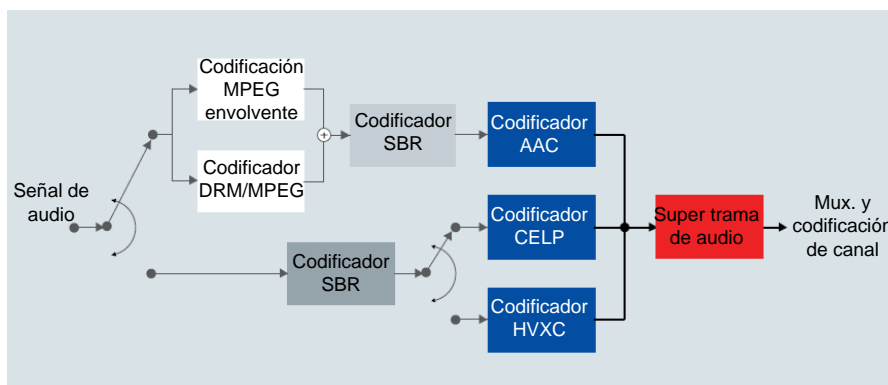 Codificación
MPEG
envolvente
Codificador
SBR
Codificador
AAC
Codificador
DRM/MPEG
Señal de
audio
Codificador
CELP
Super trama
de audio
Mux. y
codificación
de canal
Codificador
SBR
Codificador
HVXC